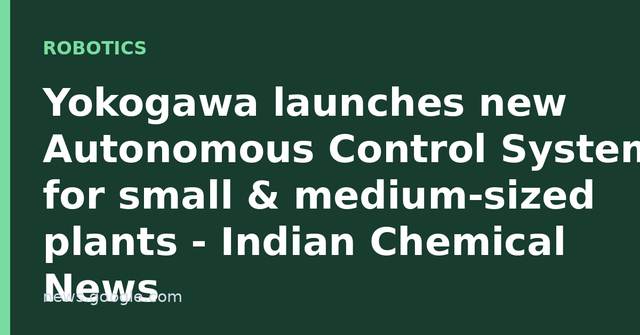 ROBOTICS
Yokogawa launches new
Autonomous Control System
for small & medium-sized
plants - Indian Chemical
News
news.google.com